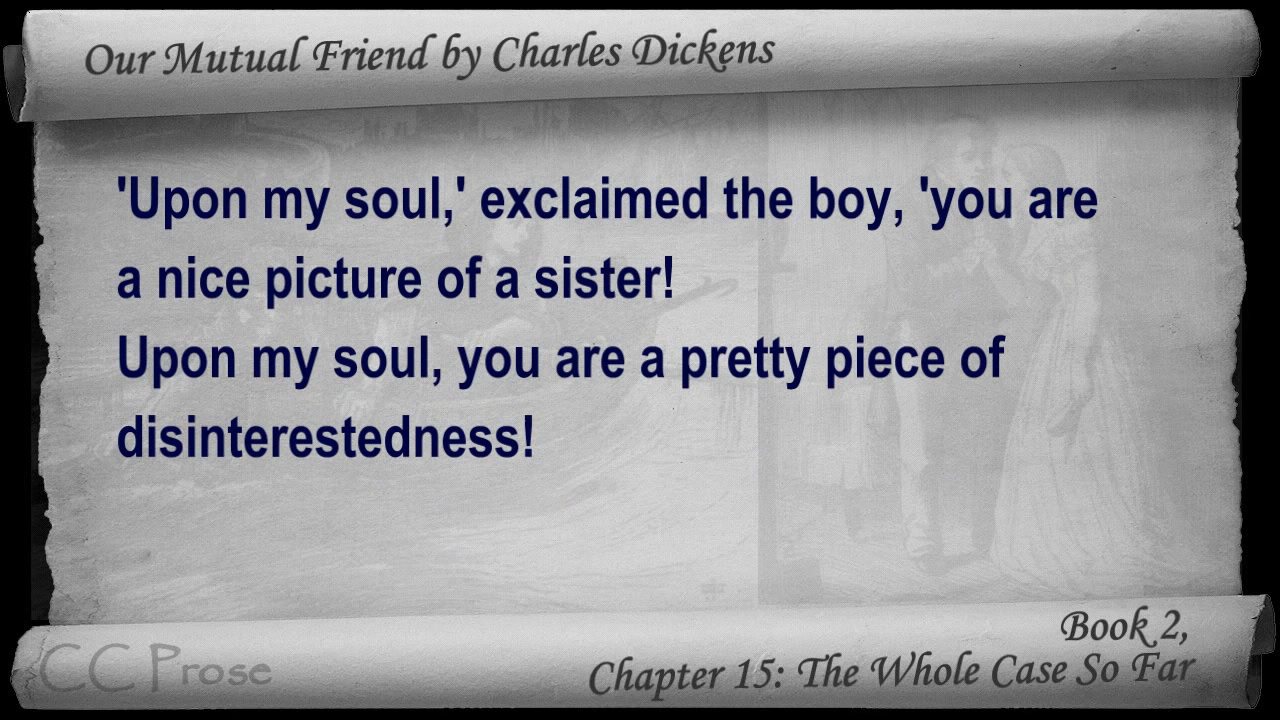 Our Mutual Friend by Charles Dickens
'Upon my soul,' exclaimed the boy, 'you are
a nice picture of a sister!
Upon my soul, you are a pretty piece of
disinterestedness!
Book 2,
Chapter 15: The Whole Case So Far
CC Prose